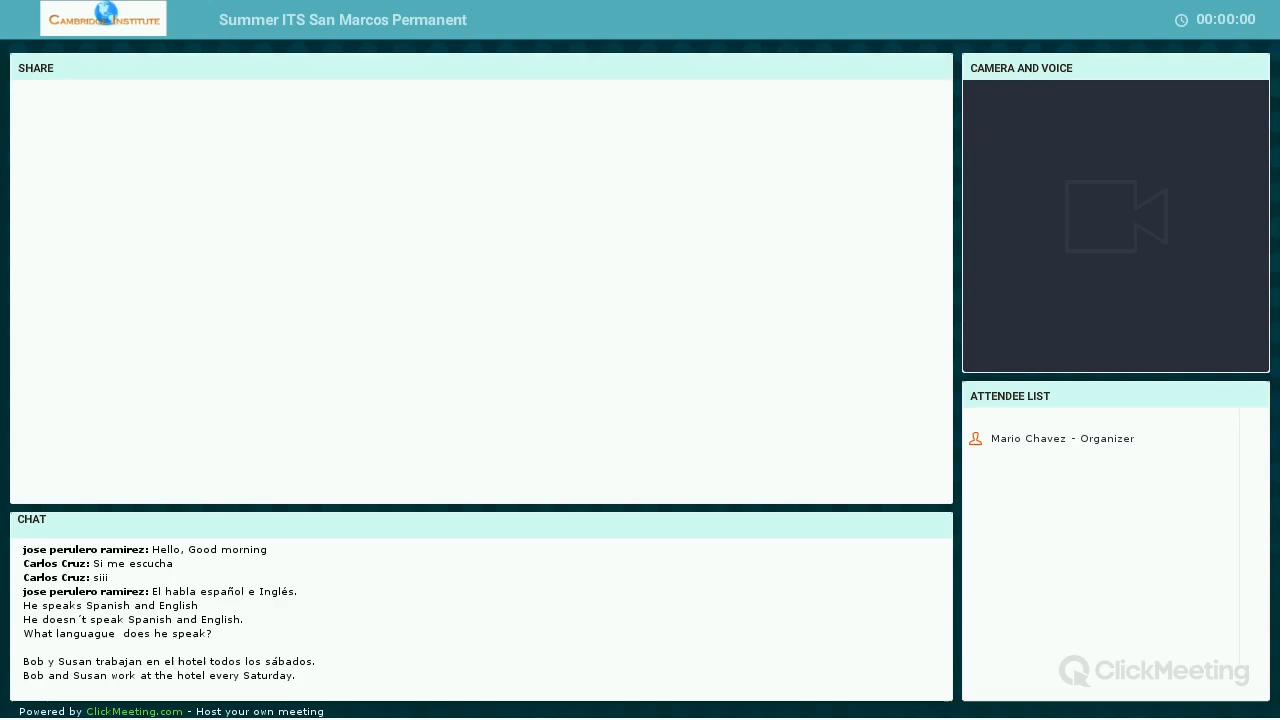 CAMBRIDGE INSTITUTE
Summer ITS San Marcos Permanent
00:00:00
SHARE
CAMERA AND VOICE
ATTENDEE LIST
Mario Chavez - Organizer
CHAT
jose perulero ramirez: Hello, Good morning
Carlos Cruz: Si me escucha
Carlos Cruz: siii
jose perulero ramirez: El habla español e Inglés.
He speaks Spanish and English
He doesn´t speak Spanish and English.
What languague  does he speak?
Bob y Susan trabajan en el hotel todos los sábados.
Bob and Susan work at the hotel every Saturday.
ClickMeeting
Powered by ClickMeeting.com - Host your own meeting